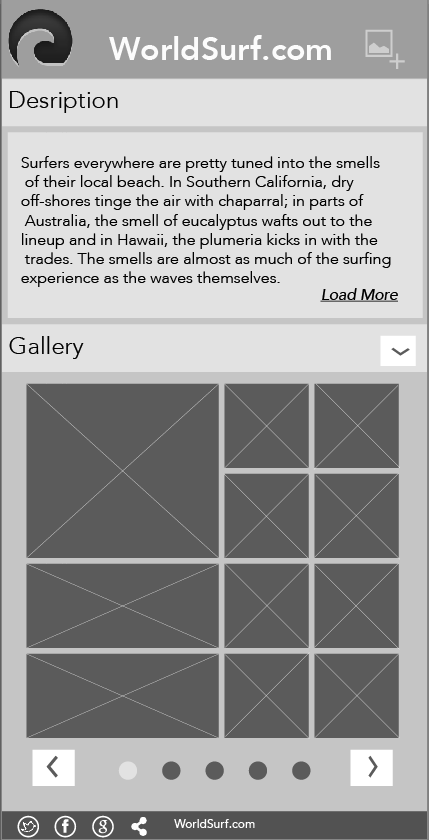 WorldSurf.com
Desription
Surfers everywhere are pretty tuned into the smells
of their local beach. In Southern California, dry
off-shores tinge the air with chaparral; in parts of
Australia, the smell of eucalyptus wafts out to the
lineup and in Hawaii, the plumeria kicks in with the
trades. The smells are almost as much of the surfing
experience as the waves themselves.
Load More
Gallery
WorldSurf.com